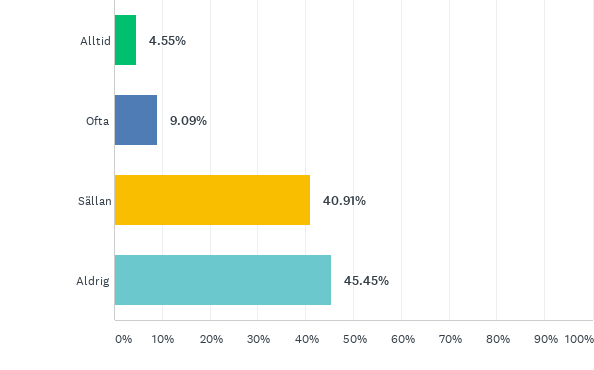 Alltid 4.55%
Ofta 9.09%
Sällan 40.91%
Aldrig 45.45%
0% 10% 20% 30% 40% 50% 60% 70% 80% 90% 100%